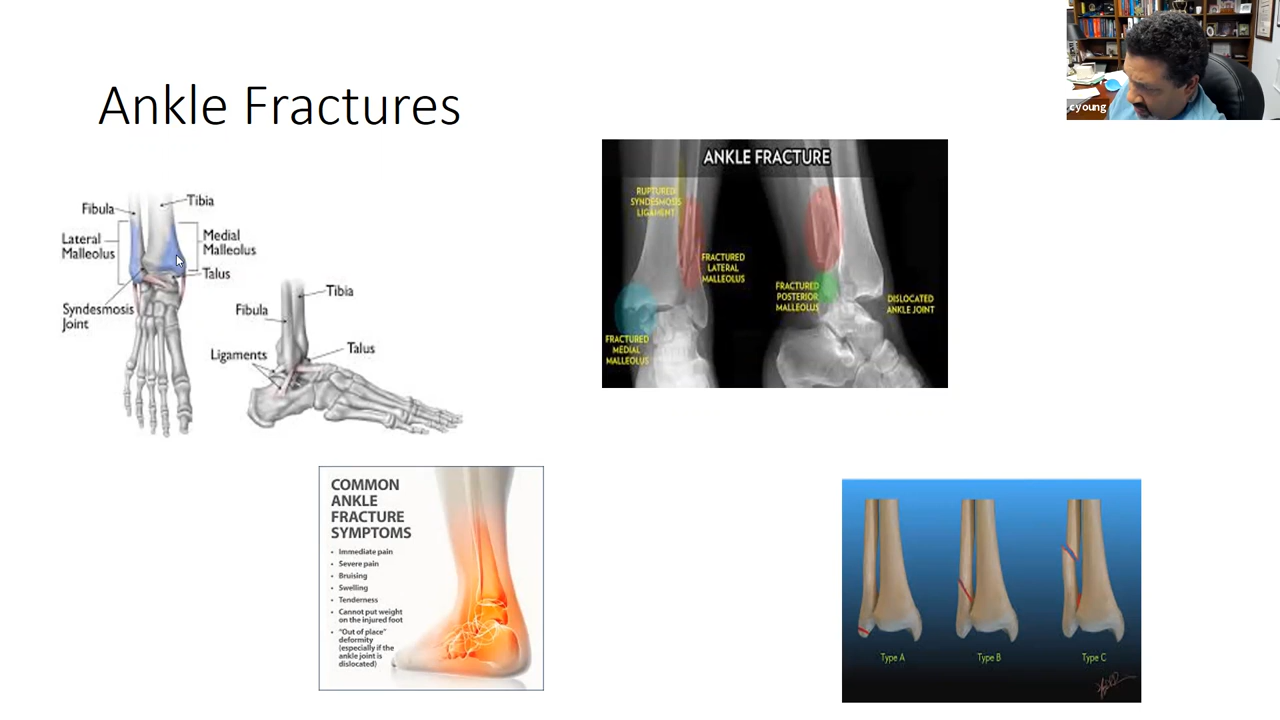 Ankle Fractures
cyoung
Fibula
Tibia
Lateral
Malleolus
Medial
Malleolus
Talus
Syndesmosis
Joint
Fibula
Tibia
Ligaments
Talus
ANKLE FRACTURE
RUPTURED
SYNDESMOSIS
LIGAMENT
FRACTURED
LATERAL
MALLEOLUS
FRACTURED
POSTERIOR
MALLEOLUS
DISLOCATED
ANKLE JOINT
FRACTURED
MEDIAL
MALLEOLUS
COMMON
ANKLE
FRACTURE
SYMPTOMS
• Immediate pain
• Severe pain
• Bruising
• Swelling
• Tenderness
• Cannot put weight
on the injured foot
• "Out of place"
deformity
(especially if the
ankle joint is
dislocated)
Type A
Type B
Type C